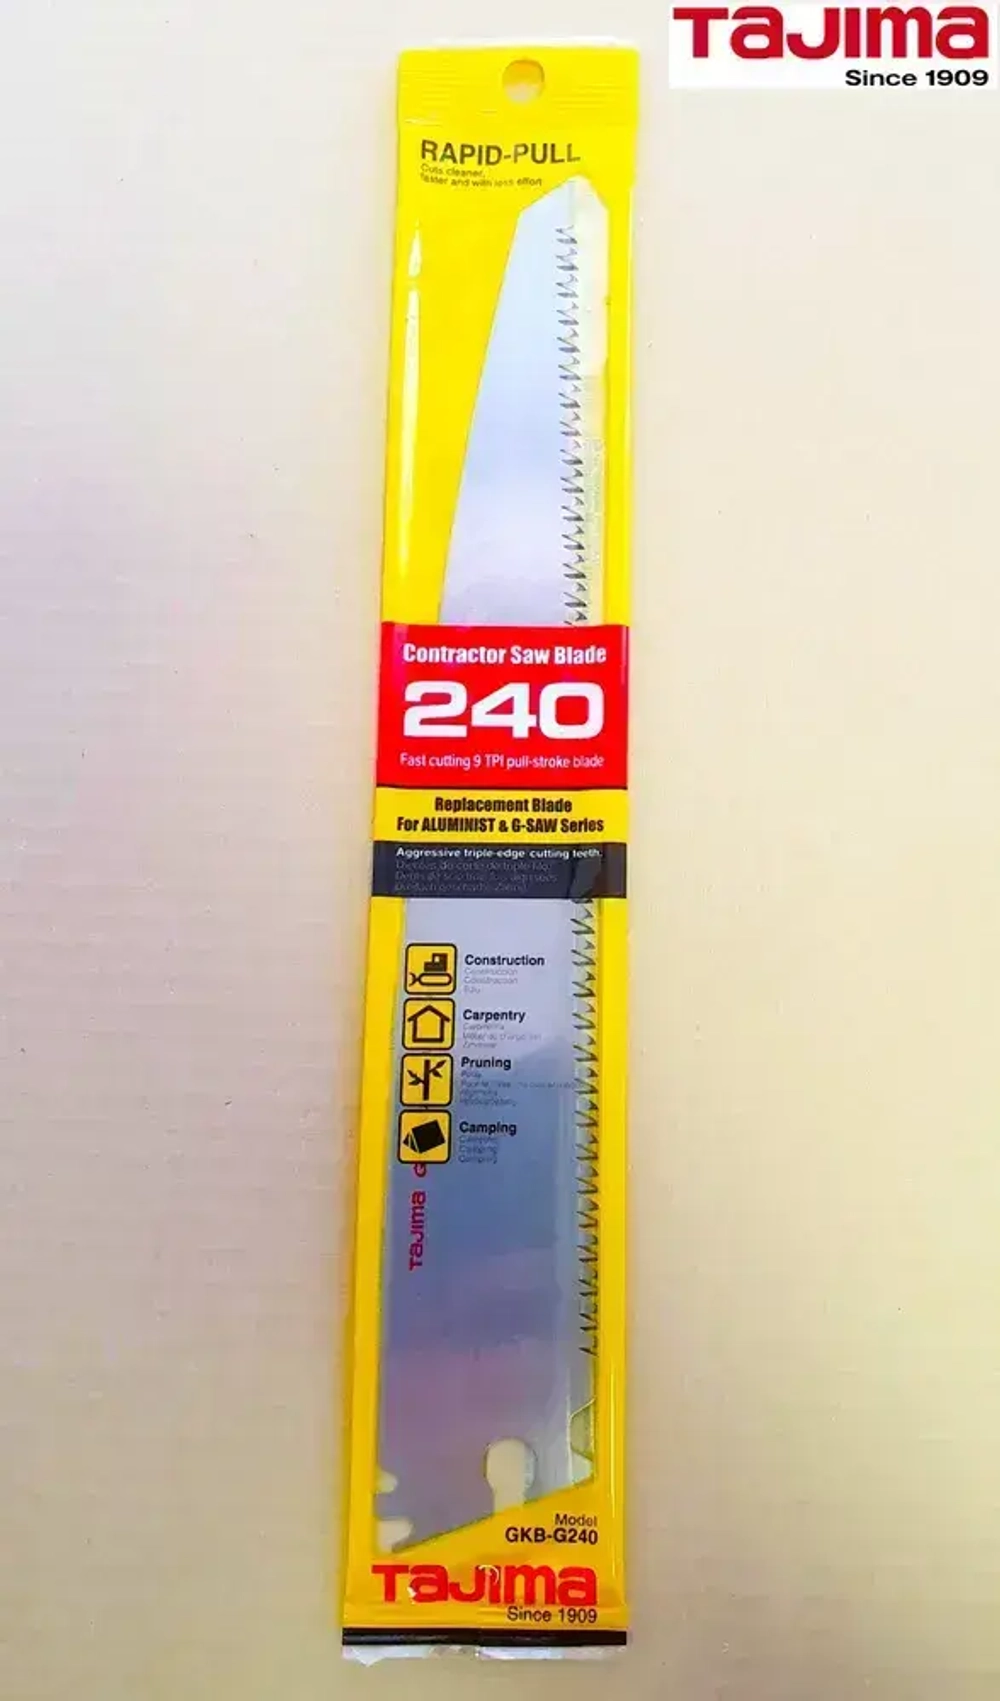 TaJima
Since 1909
RAPID-PULL
Cuts cleaner,
faster and with less effort
Contractor Saw Blade
240
Fast cutting 9 TPI pull-stroke blade
Replacement Blade
For ALUMINIST & G-SAW Series
Aggressive triple-edge cutting teeth.
Construction
Carpentry
Pruning
Camping
TaJima G
Model
GKB-G240
TaJima
Since 1909